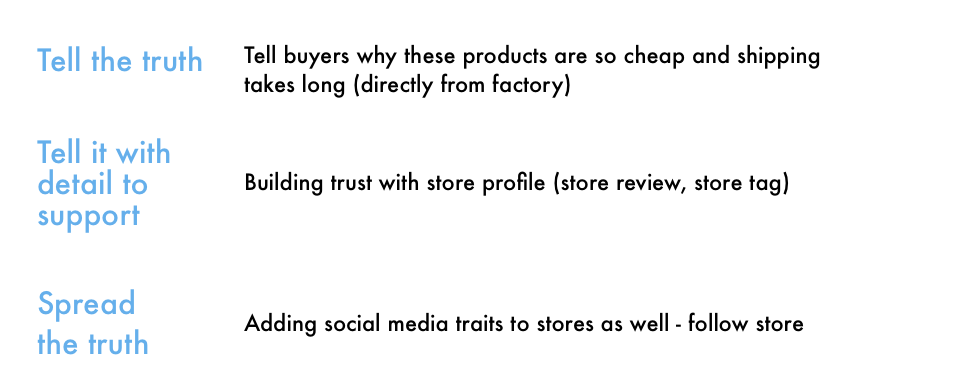 Tell the truth
Tell buyers why these products are so cheap and shipping
takes long (directly from factory)
Tell it with
detail to
support
Building trust with store profile (store review, store tag)
Spread
the truth
Adding social media traits to stores as well - follow store